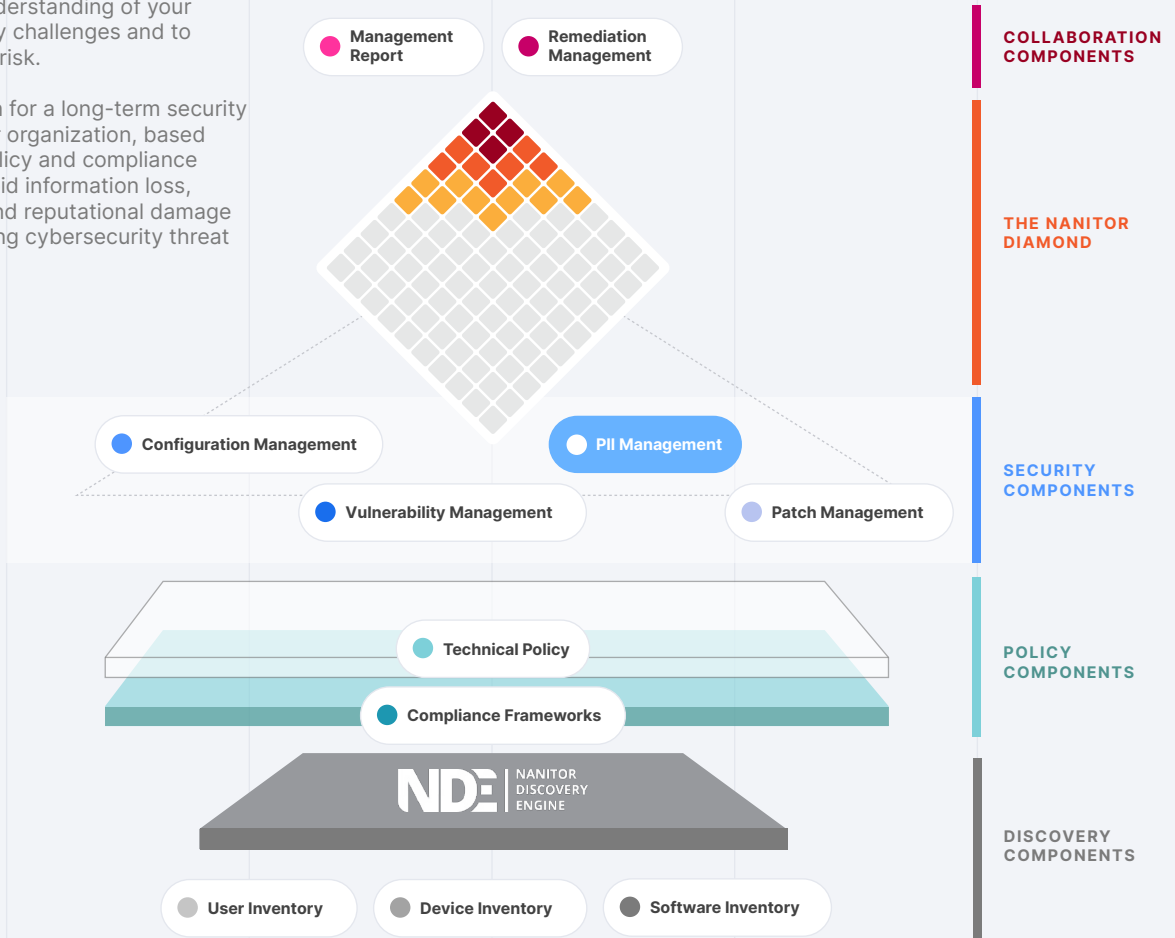 derstanding of your
y challenges and to
risk.
for a long-term security
organization, based
licy and compliance
id information loss,
nd reputational damage
ng cybersecurity threat
Management
Report
Remediation
Management
COLLABORATION
COMPONENTS
THE NANITOR
DIAMOND
Configuration Management
PII Management
Vulnerability Management
Patch Management
SECURITY
COMPONENTS
Technical Policy
Compliance Frameworks
POLICY
COMPONENTS
NDE
NANITOR
DISCOVERY
ENGINE
DISCOVERY
COMPONENTS
User Inventory
Device Inventory
Software Inventory